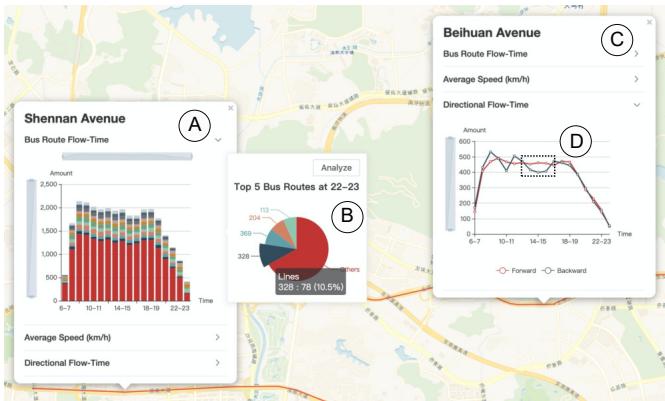 Shennan Avenue
A
Bus Route Flow-Time
Amount
2,500
2,000
1,500
1,000
500
0
6–7
10–11
14–15
18–19
22–23
Time
Average Speed (km/h)
Directional Flow-Time
Analyze
Top 5 Bus Routes at 22–23
B
113
204
369
328
Others
Lines
328 : 78 (10.5%)
Beihuan Avenue
C
Bus Route Flow-Time
Average Speed (km/h)
Directional Flow-Time
D
Amount
600
500
400
300
200
100
0
6–7
10–11
14–15
18–19
22–23
Time
Forward
Backward